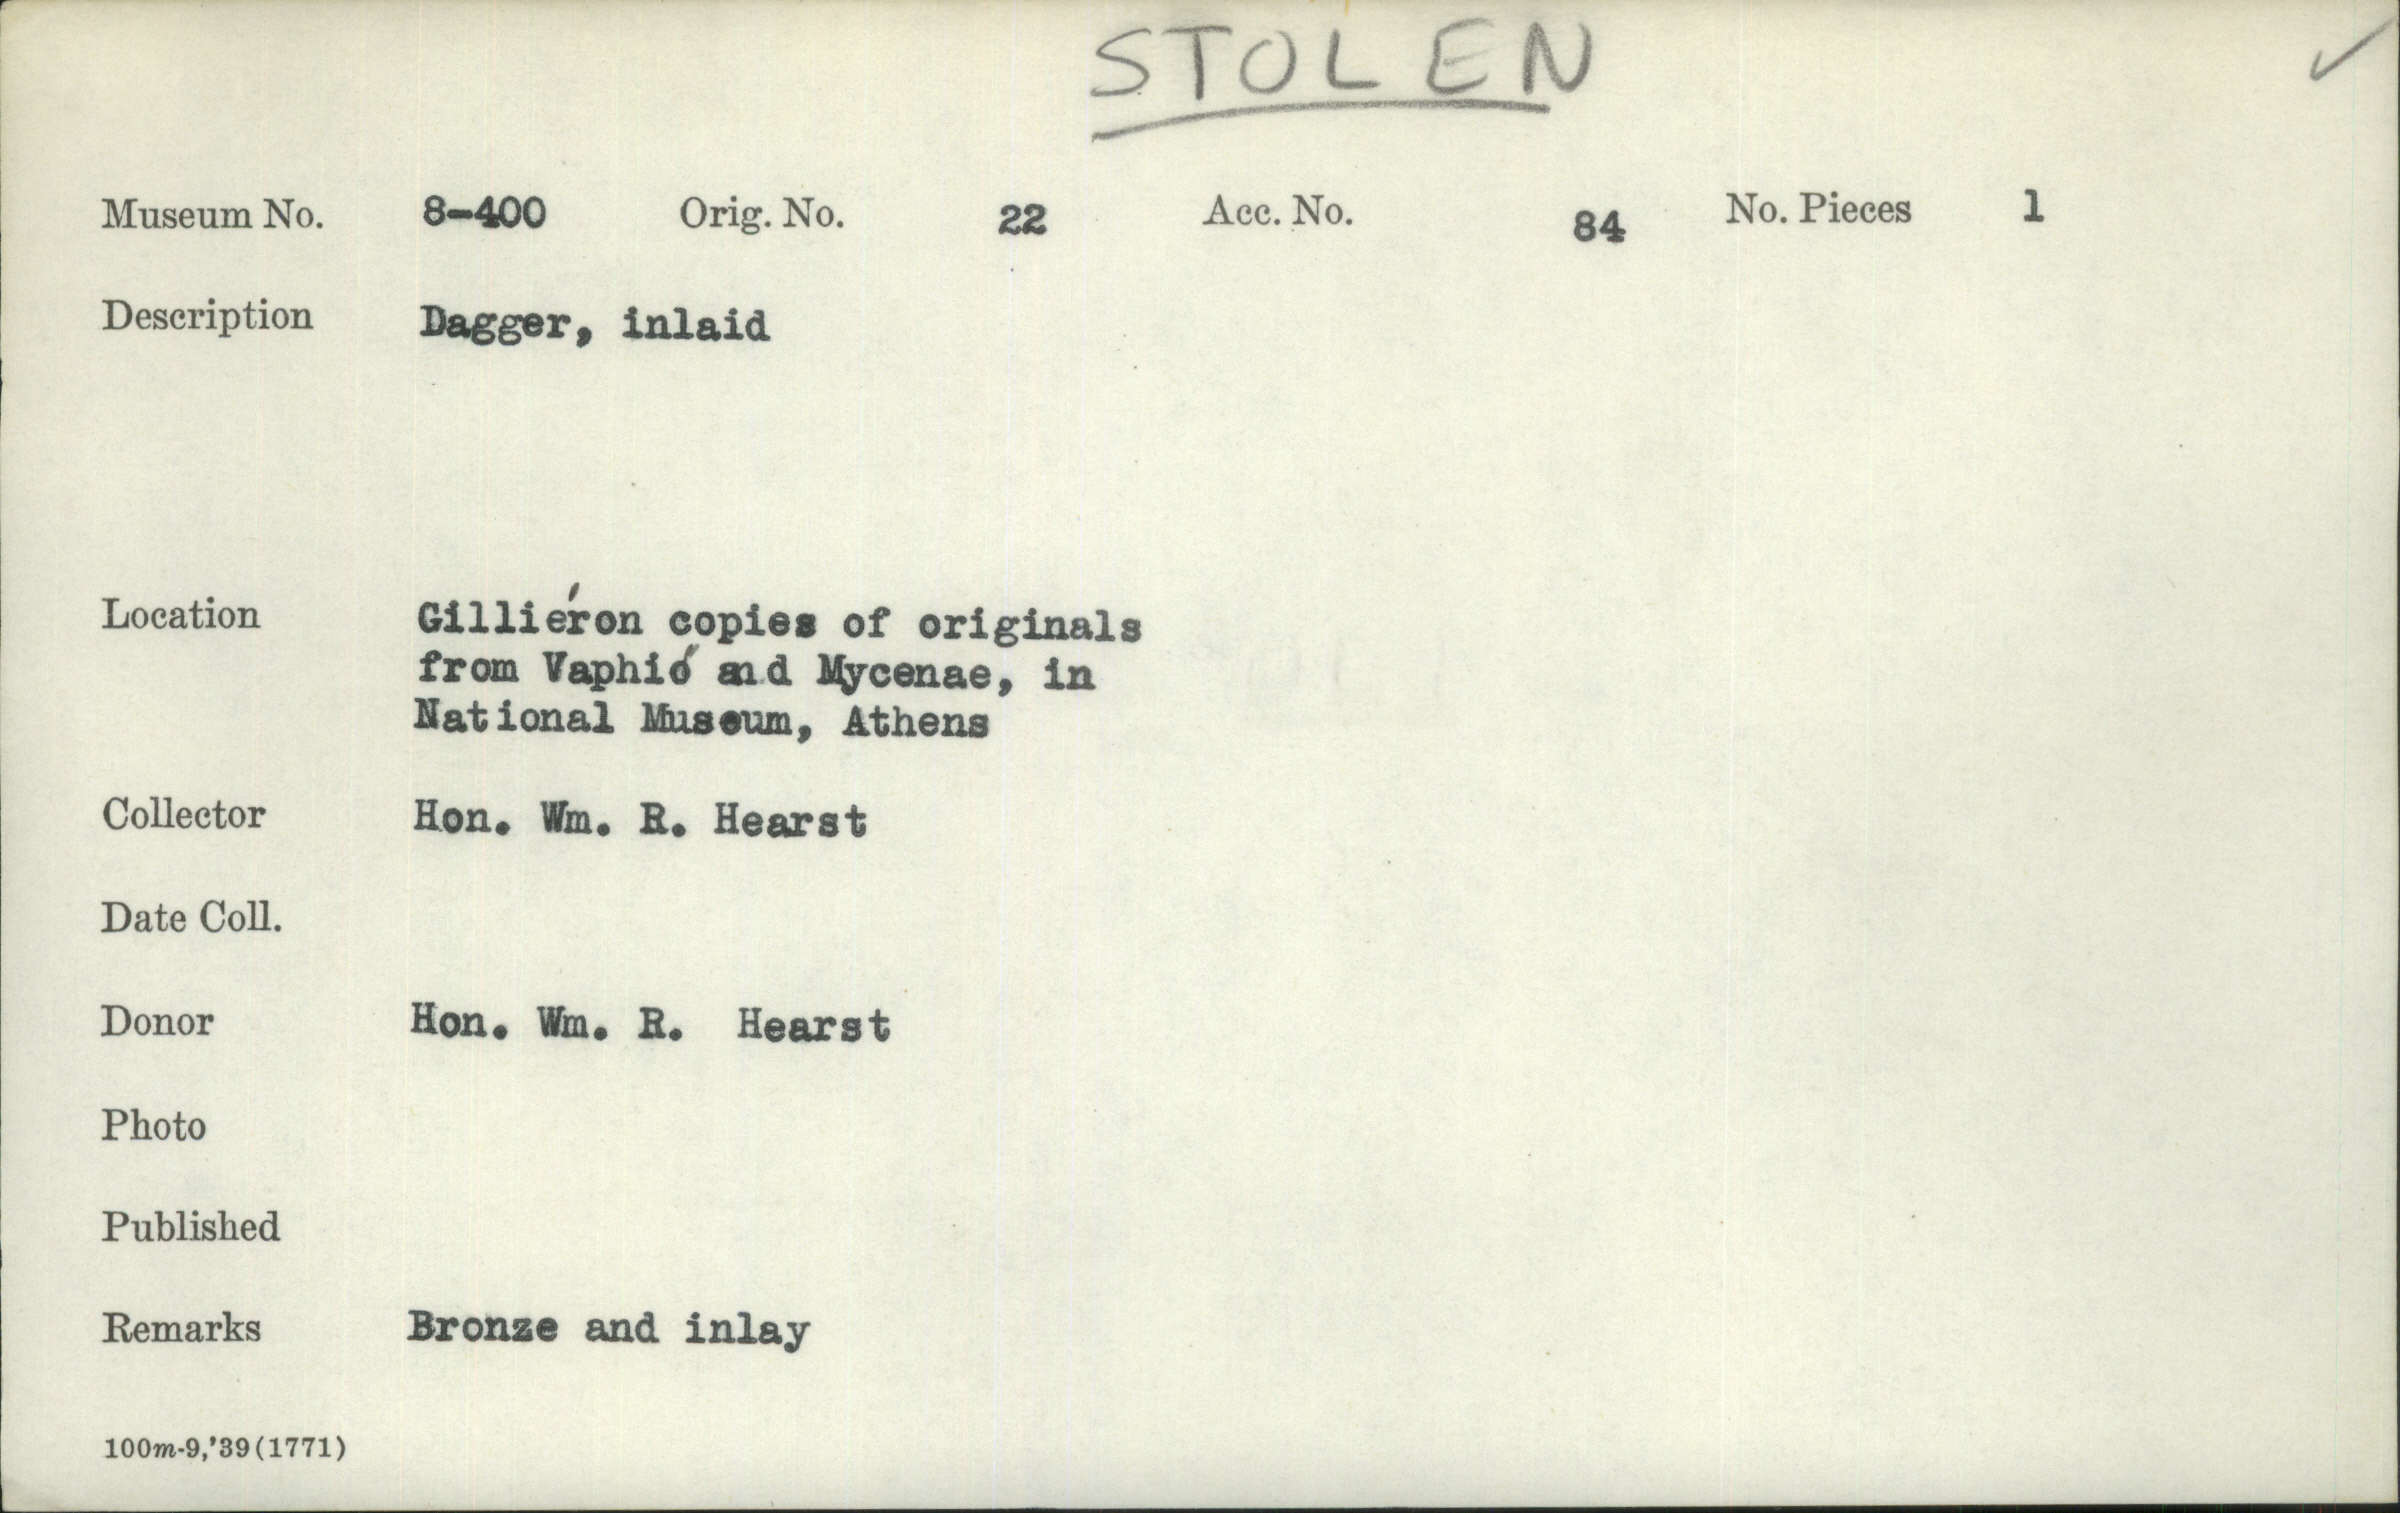 STOLEN ✓
Museum No. 8-400 Orig. No. 22 Acc. No. 84 No. Pieces 1
Description Dagger, inlaid
Location Gilliéron copies of originals
from Vaphió and Mycenae, in
National Museum, Athens
Collector Hon. Wm. R. Hearst
Date Coll.
Donor Hon. Wm. R. Hearst
Photo
Published
Remarks Bronze and inlay
100m-9,'39(1771)